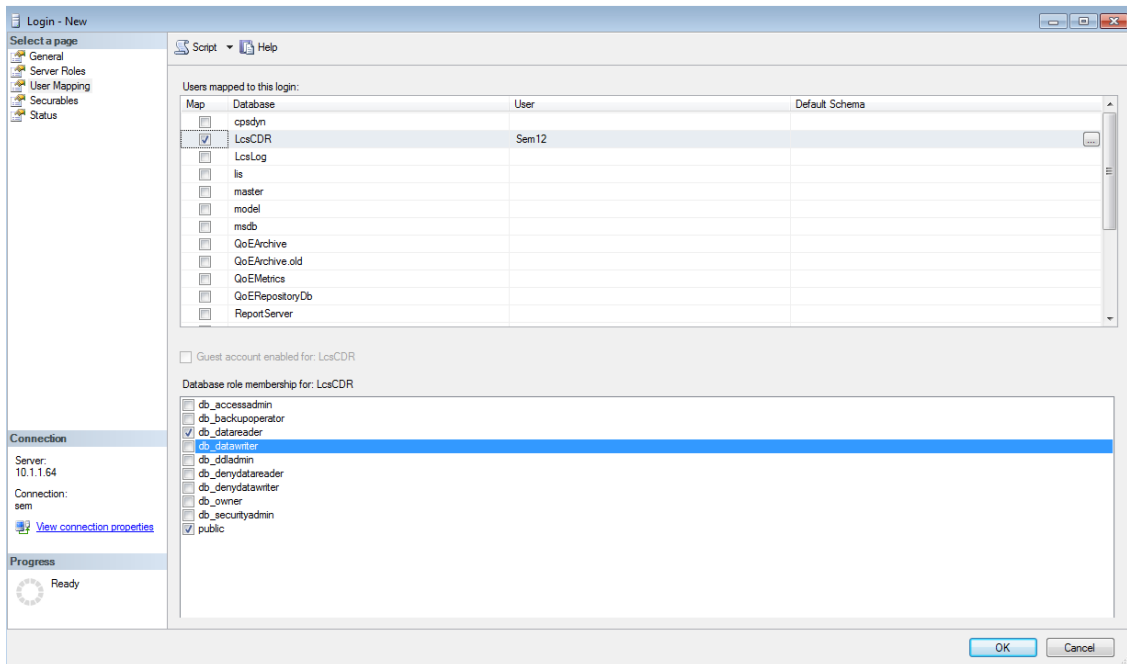 Login - New
Select a page
General
Server Roles
User Mapping
Securables
Status
Script Help
Users mapped to this login:
Map Database User Default Schema
cpsdyn
LcsCDR Sem12 ...
LcsLog
lis
master
model
msdb
QoEArchive
QoEArchive.old
QoEMetrics
QoERepositoryDb
ReportServer
Guest account enabled for: LcsCDR
Database role membership for: LcsCDR
db_accessadmin
db_backupoperator
db_datareader
db_datawriter
db_ddladmin
db_denydatareader
db_denydatawriter
db_owner
db_securityadmin
public
Connection
Server:
10.1.1.64
Connection:
sem
View connection properties
Progress
Ready
OK Cancel